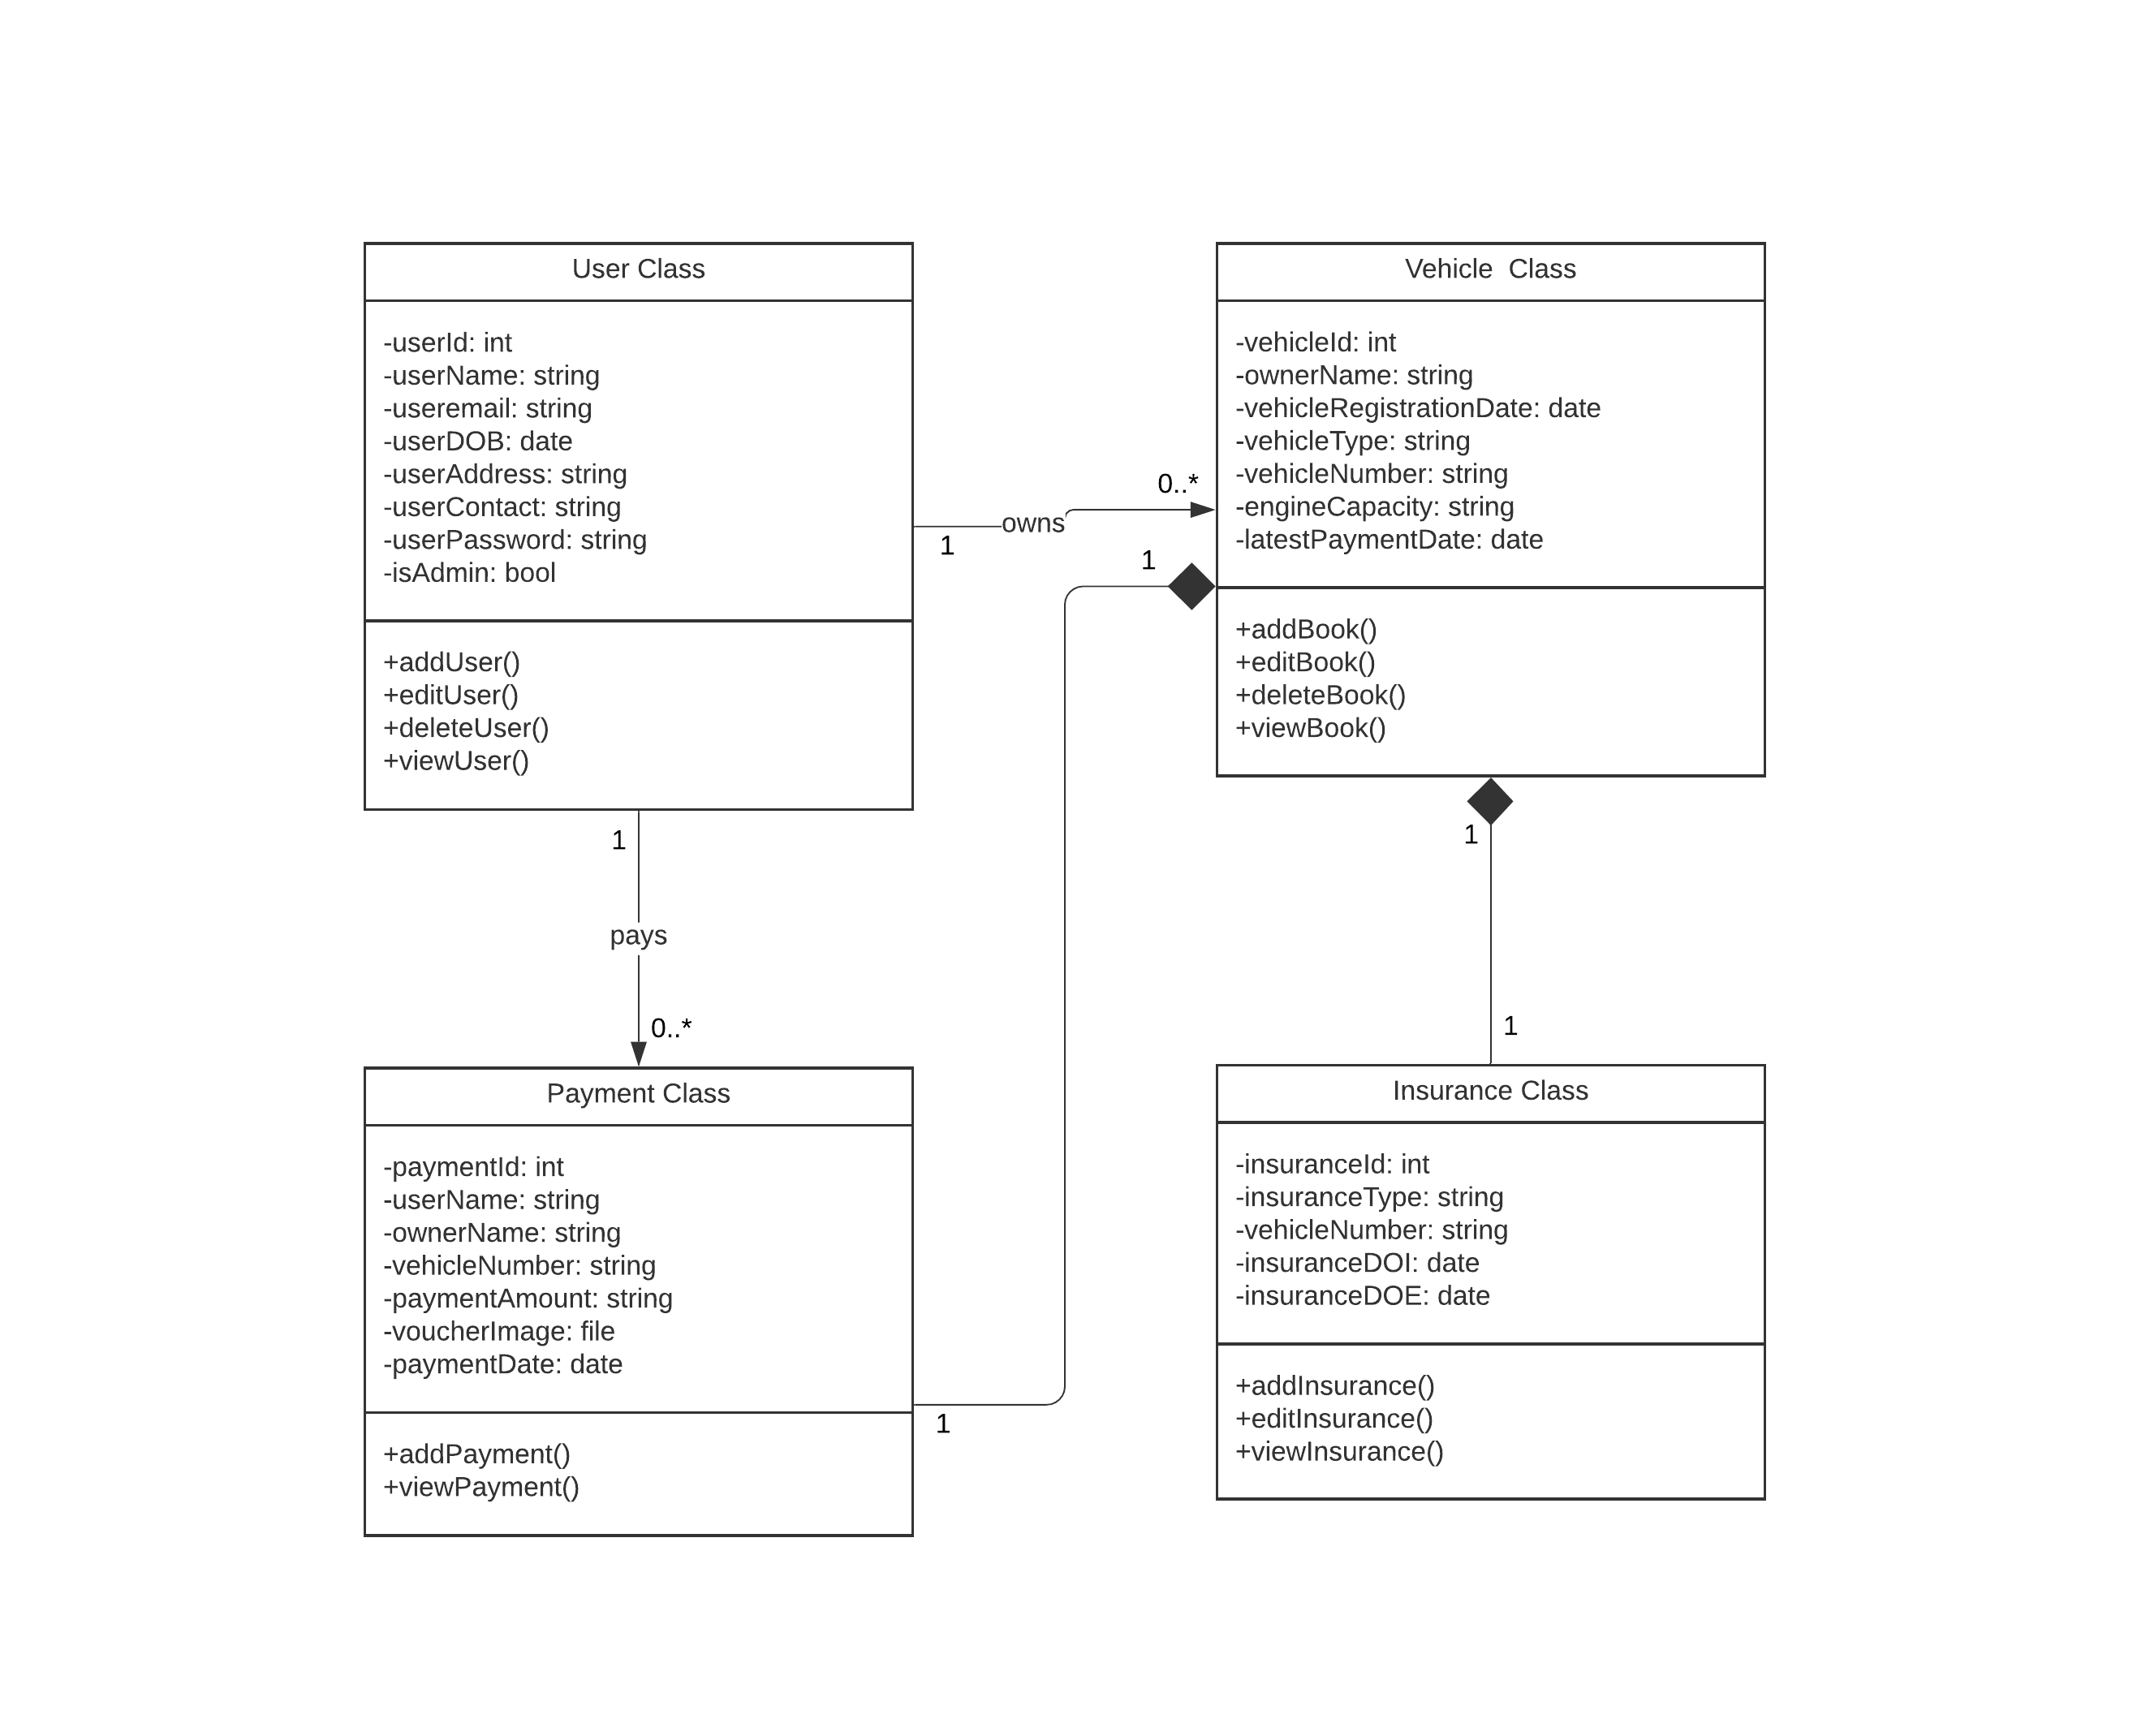 User Class
-userId: int
-userName: string
-useremail: string
-userDOB: date
-userAddress: string
-userContact: string
-userPassword: string
-isAdmin: bool
+addUser()
+editUser()
+deleteUser()
+viewUser()
Vehicle  Class
-vehicleId: int
-ownerName: string
-vehicleRegistrationDate: date
-vehicleType: string
-vehicleNumber: string
-engineCapacity: string
-latestPaymentDate: date
+addBook()
+editBook()
+deleteBook()
+viewBook()
0..*
owns
1
1
1
pays
0..*
1
1
Payment Class
-paymentId: int
-userName: string
-ownerName: string
-vehicleNumber: string
-paymentAmount: string
-voucherImage: file
-paymentDate: date
+addPayment()
+viewPayment()
1
Insurance Class
-insuranceId: int
-insuranceType: string
-vehicleNumber: string
-insuranceDOI: date
-insuranceDOE: date
+addInsurance()
+editInsurance()
+viewInsurance()